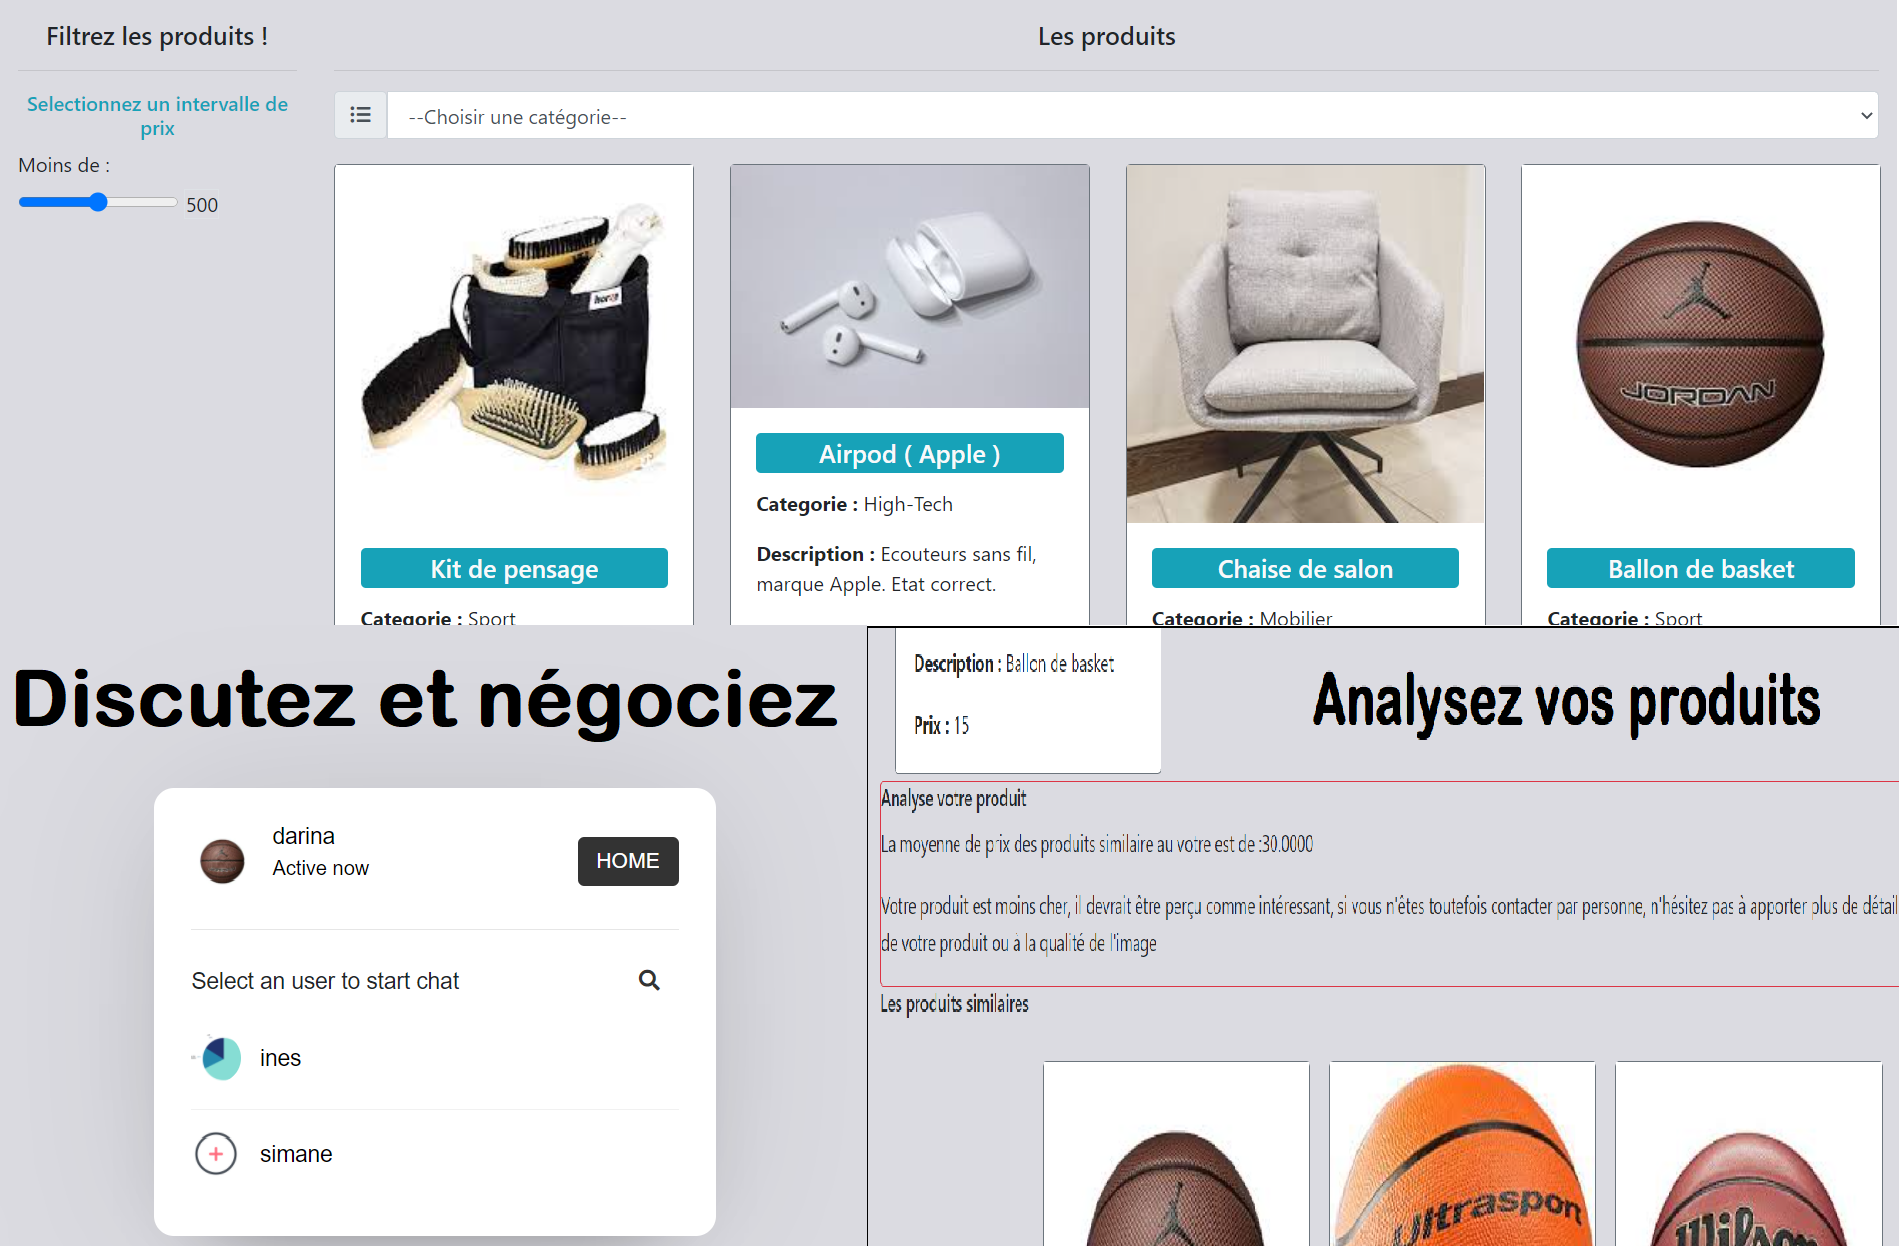 Filtrez les produits !
Les produits
Selectionnez un intervalle de
prix
Moins de :
500
--Choisir une catégorie--
JORDAN
Kit de pensage
Categorie : Sport
Airpod ( Apple )
Categorie : High-Tech
Description : Ecouteurs sans fil,
marque Apple. Etat correct.
Chaise de salon
Categorie : Mobilier
Ballon de basket
Categorie : Sport
Discutez et négociez
darina
Active now
HOME
Select an user to start chat
ines
simane
Description : Ballon de basket
Prix : 15
Analysez vos produits
Analyse votre produit
La moyenne de prix des produits similaire au votre est de :30.0000
Votre produit est moins cher, il devrait être perçu comme intéressant, si vous n'êtes toutefois contacter par personne, n'hésitez pas à apporter plus de détail
de votre produit ou à la qualité de l'image
Les produits similaires
Ultrasport
Wilson